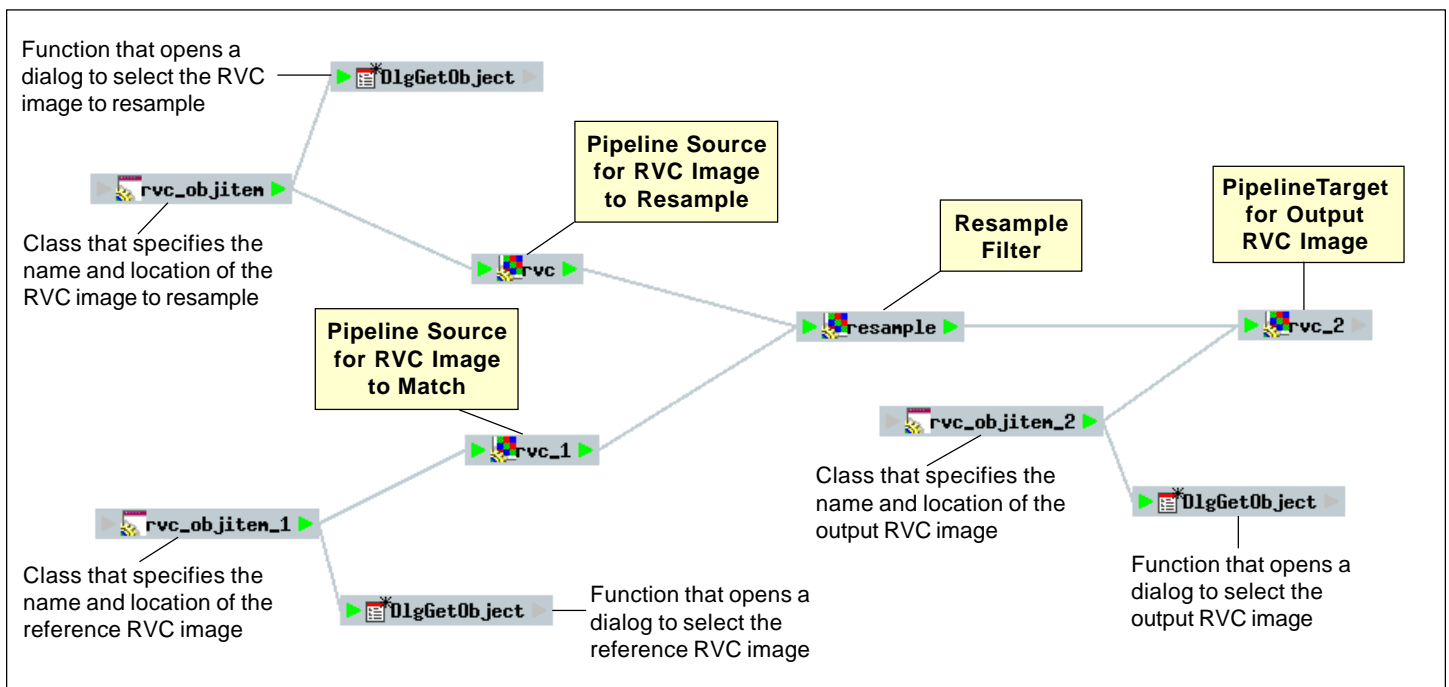 Function that opens a
dialog to select the RVC
image to resample
DlgGetObject
rvc_objitem
Class that specifies the
name and location of the
RVC image to resample
Pipeline Source
for RVC Image
to Resample
rvc
Pipeline Source
for RVC Image
to Match
rvc_1
Resample
Filter
resample
PipelineTarget
for Output
RVC Image
rvc_2
rvc_objitem_2
Class that specifies the
name and location of the
output RVC image
DlgGetObject
Function that opens a
dialog to select the
output RVC image
rvc_objitem_1
Class that specifies the
name and location of the
reference RVC image
DlgGetObject
Function that opens a
dialog to select the
reference RVC image